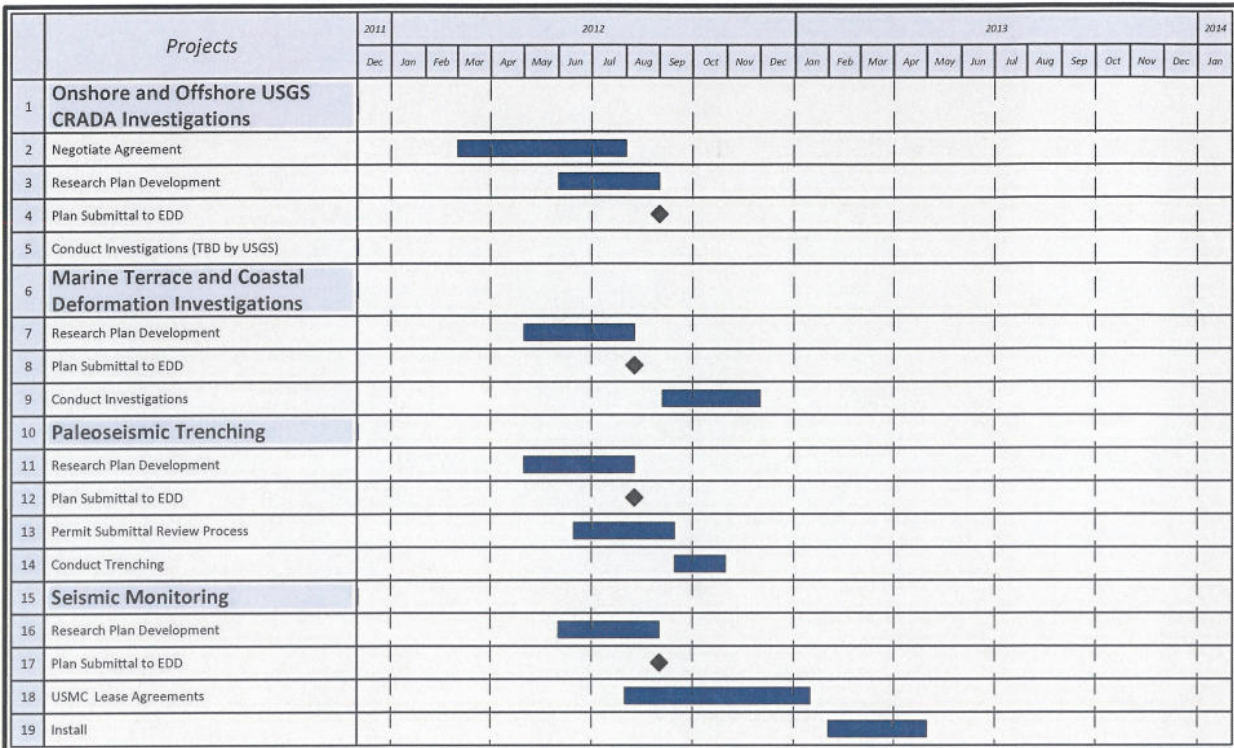 Projects
2011 2012 2013 2014
Dec Jan Feb Mar Apr May Jun Jul Aug Sep Oct Nov Dec Jan Feb Mar Apr May Jun Jul Aug Sep Oct Nov Dec Jan
1 Onshore and Offshore USGS
CRADA Investigations
2 Negotiate Agreement
3 Research Plan Development
4 Plan Submittal to EDD
5 Conduct Investigations (TBD by USGS)
6 Marine Terrace and Coastal
Deformation Investigations
7 Research Plan Development
8 Plan Submittal to EDD
9 Conduct Investigations
10 Paleoseismic Trenching
11 Research Plan Development
12 Plan Submittal to EDD
13 Permit Submittal Review Process
14 Conduct Trenching
15 Seismic Monitoring
16 Research Plan Development
17 Plan Submittal to EDD
18 USMC Lease Agreements
19 Install